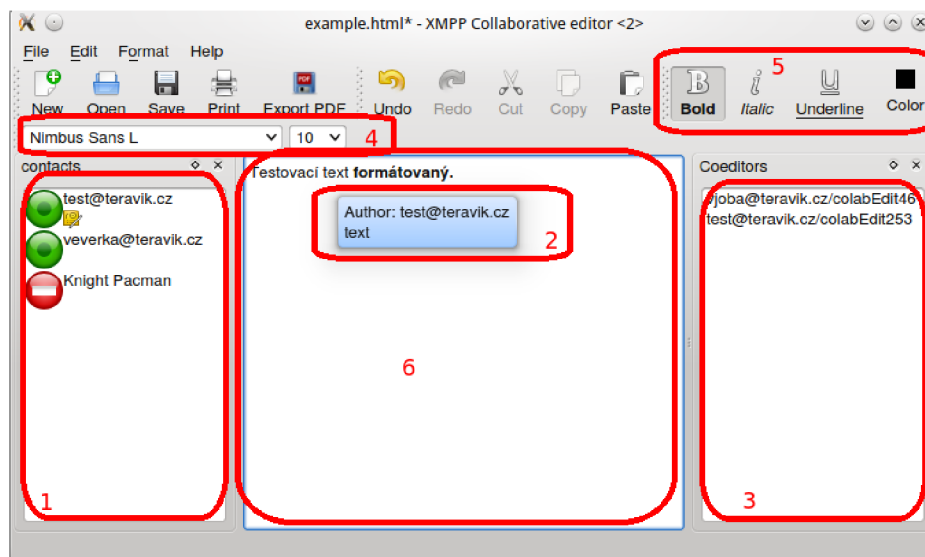 example.html* - XMPP Collaborative editor <2>
File Edit Format Help
5
New Open Save Print Export PDF Undo Redo Cut Copy Paste Bold Italic Underline Color
Nimbus Sans L 10 4
contacts
Coeditors
Testovací text formátovaný.
test@teravik.cz
veverka@teravik.cz
Knight Pacman
Author: test@teravik.cz
text
2
vjoba@teravik.cz/colabEdit46
test@teravik.cz/colabEdit253
6
1
3